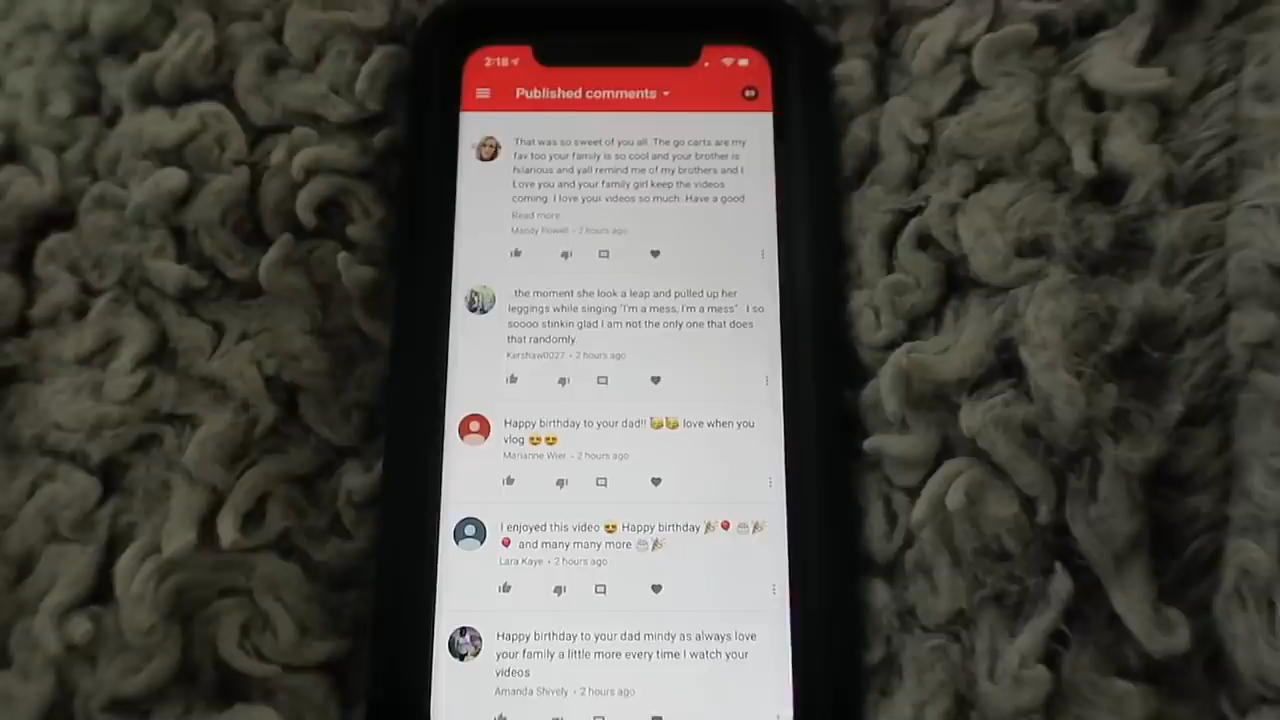 2:18
Published comments
That was so sweet of you all. The go carts are my
fav too your family is so cool and your brother is
hilarious and yall remind me of my brothers and I
Love you and your family girl keep the videos
coming. I love your videos so much. Have a good
Read more
Mandy Powell • 2 hours ago
the moment she look a leap and pulled up her
leggings while singing "I'm a mess, I'm a mess" I so
soooo stinkin glad I am not the only one that does
that randomly.
Kershaw0027 • 2 hours ago
Happy birthday to your dad!! 🥳🥳 love when you
vlog 😍😍
Marianne Wier • 2 hours ago
I enjoyed this video 😍 Happy birthday 🎉🎈 🎂🎉
🎈 and many many more 🎂🎉
Lara Kaye • 2 hours ago
Happy birthday to your dad mindy as always love
your family a little more every time I watch your
videos
Amanda Shively • 2 hours ago